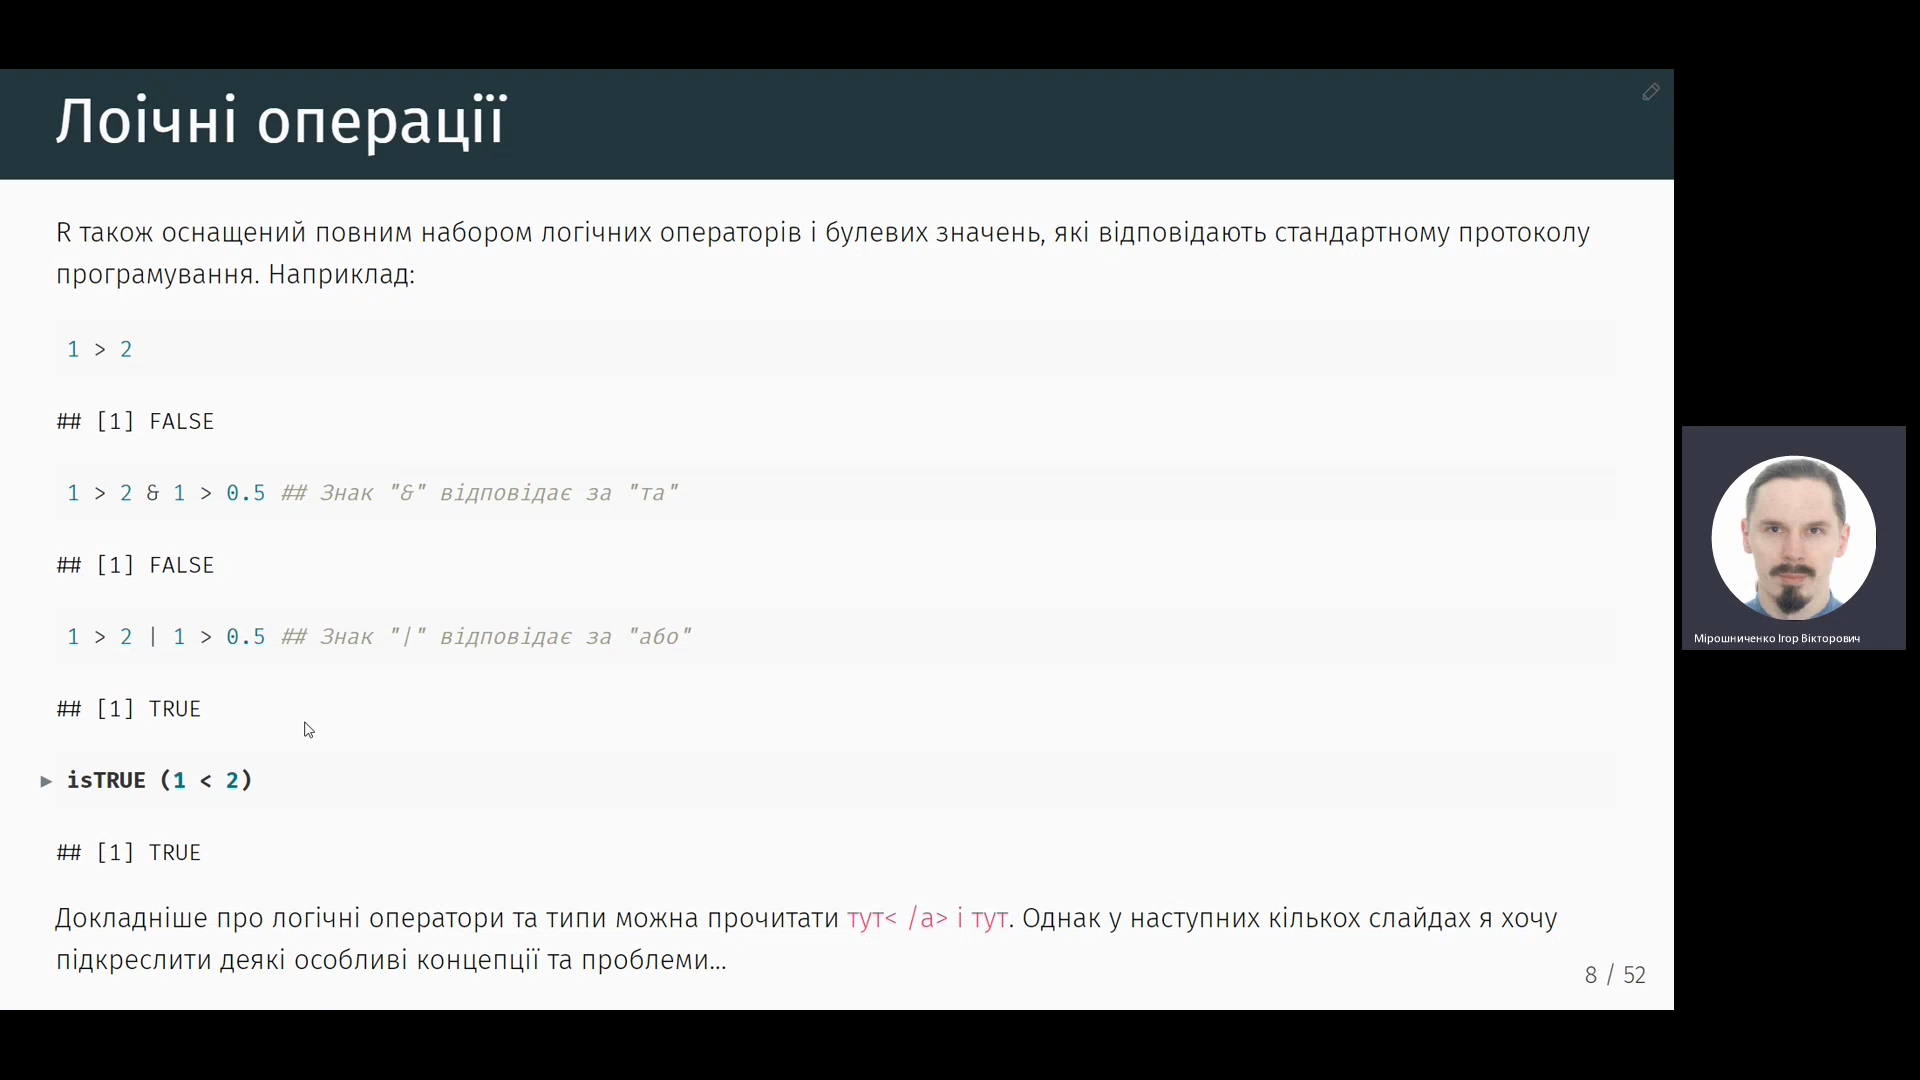 Лоічні операції
R також оснащений повним набором логічних операторів і булевих значень, які відповідають стандартному протоколу
програмування. Наприклад:
1 > 2
## [1] FALSE
1 > 2 & 1 > 0.5 ## Знак "&" відповідає за "та"
## [1] FALSE
1 > 2 | 1 > 0.5 ## Знак "|" відповідає за "або"
## [1] TRUE
isTRUE (1 < 2)
## [1] TRUE
Докладніше про логічні оператори та типи можна прочитати тут< /a> і тут. Однак у наступних кількох слайдах я хочу
підкреслити деякі особливі концепції та проблеми...
8 / 52
Мірошниченко Ігор Вікторович